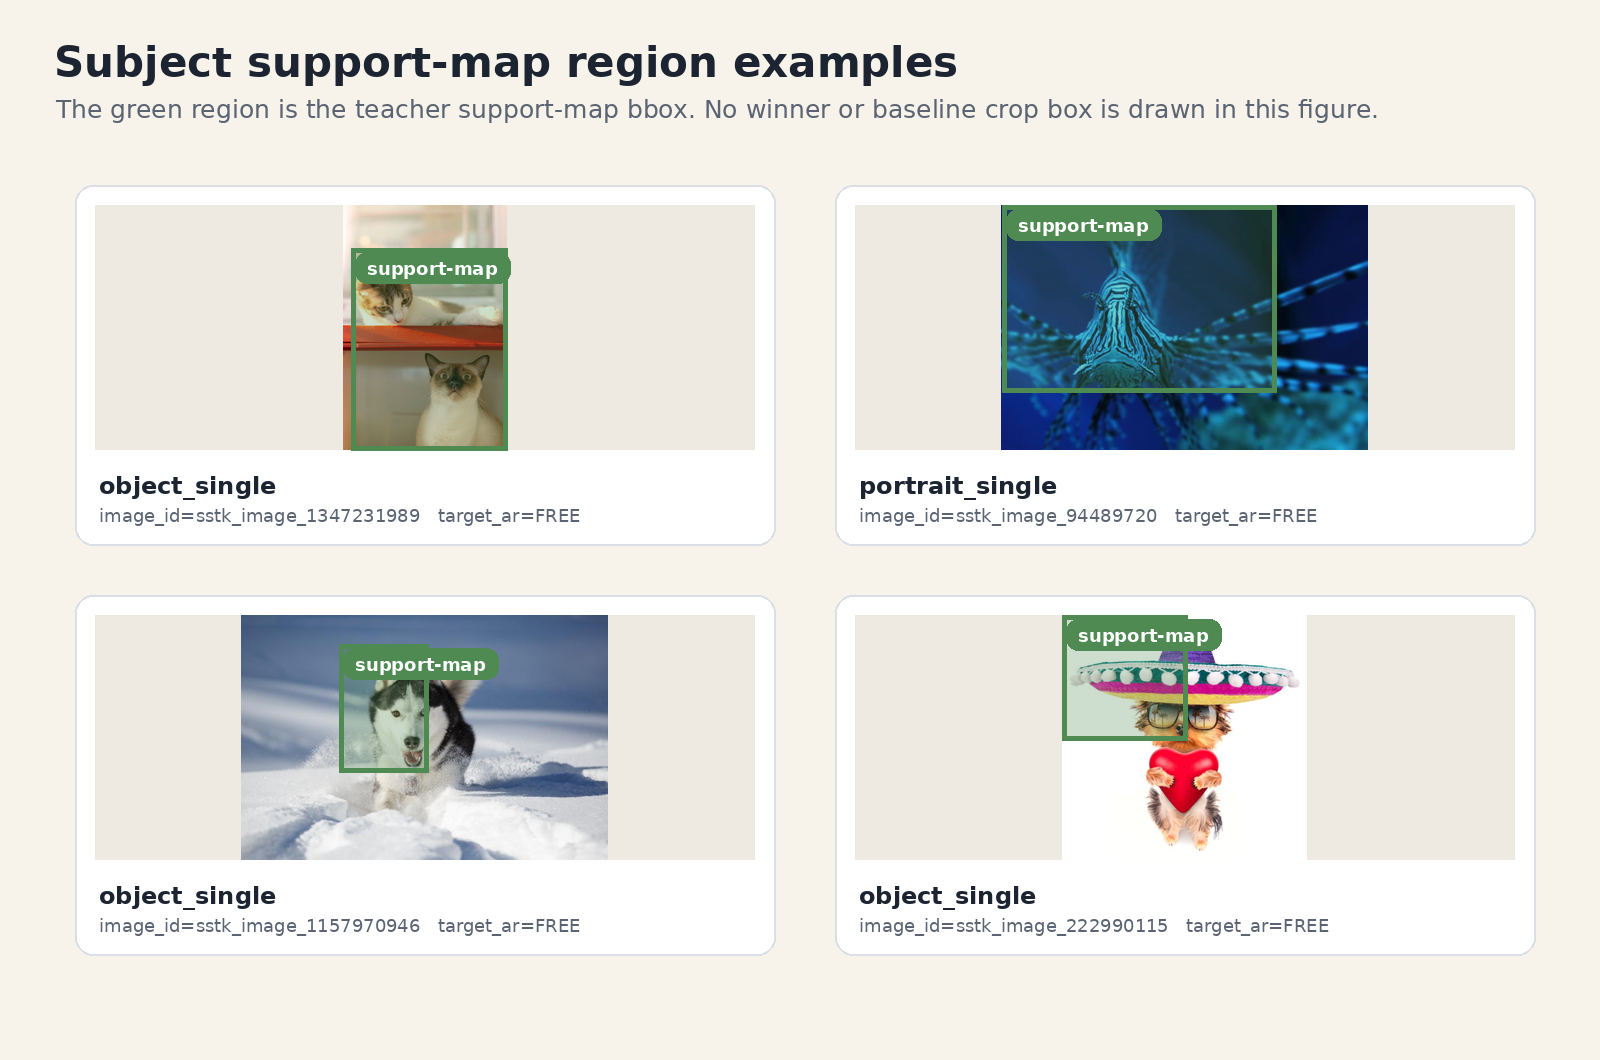 Subject support-map region examples
The green region is the teacher support-map bbox. No winner or baseline crop box is drawn in this figure.
support-map
object_single
image_id=sstk_image_1347231989 target_ar=FREE
support-map
portrait_single
image_id=sstk_image_94489720 target_ar=FREE
support-map
object_single
image_id=sstk_image_1157970946 target_ar=FREE
support-map
object_single
image_id=sstk_image_222990115 target_ar=FREE